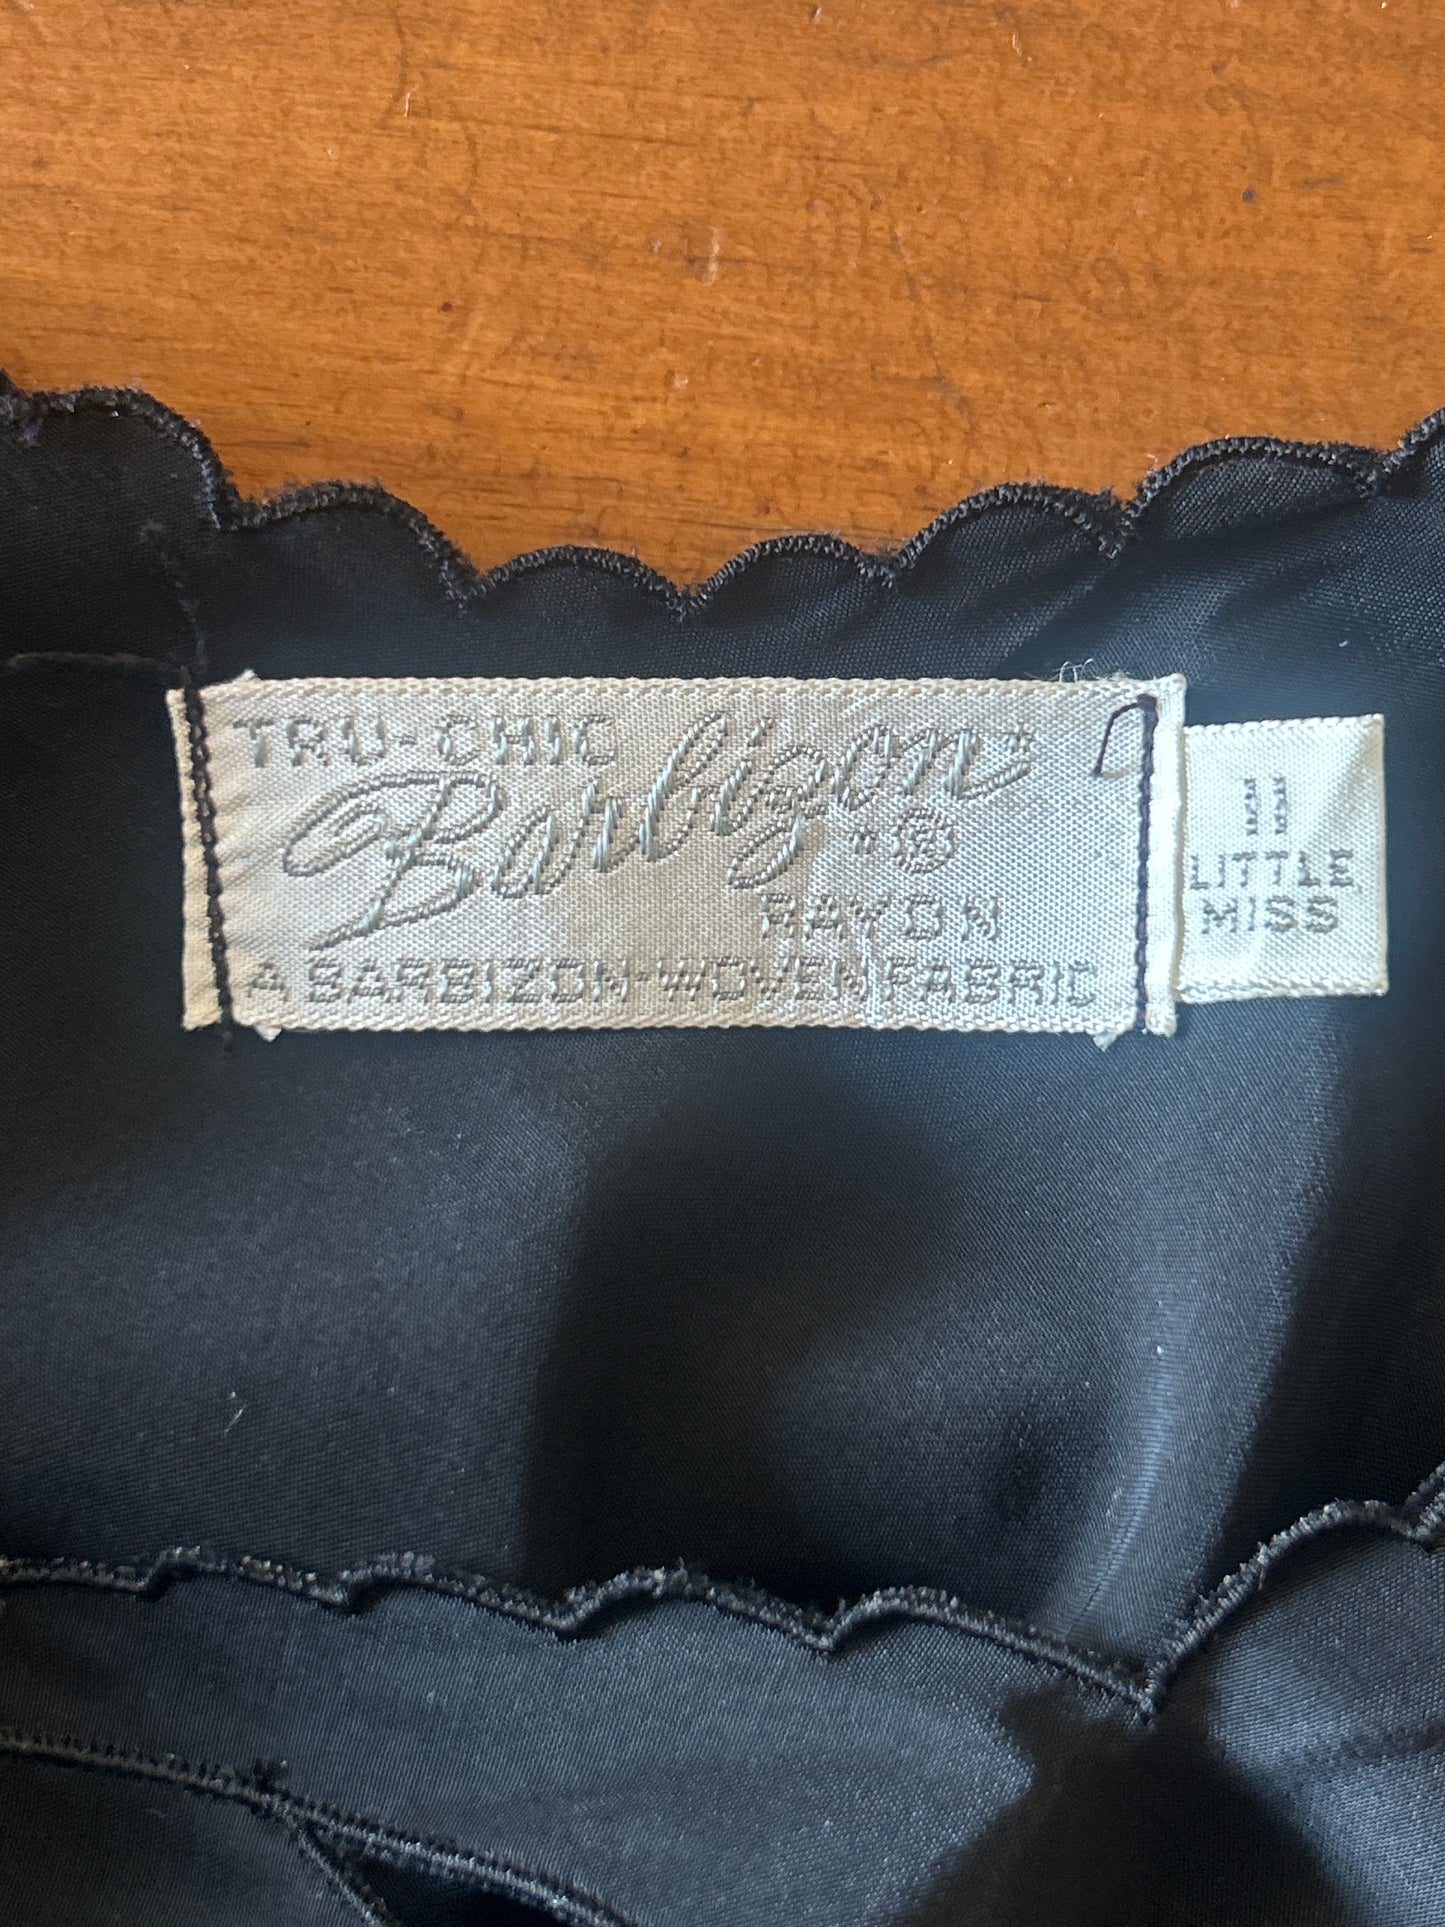 TRU-CHIC
Barbizon
®
RAYON
A BARBIZON-WOVEN FABRIC
11
LITTLE
MISS